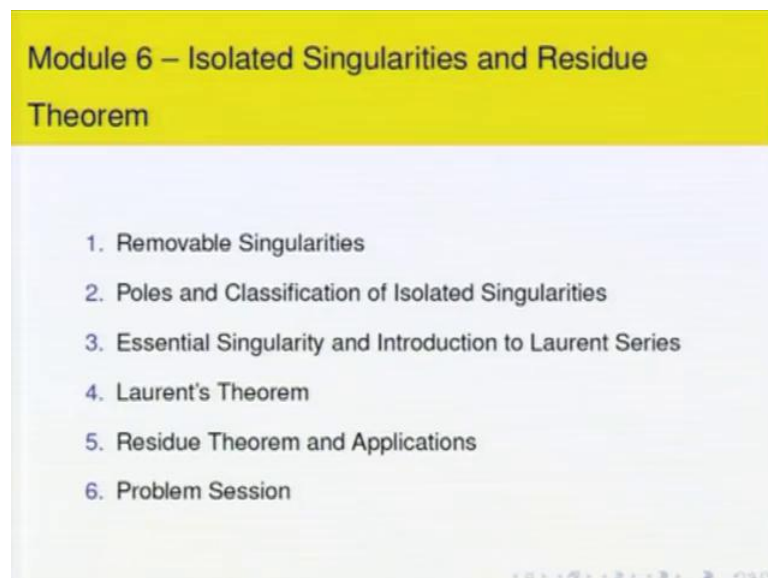 Module 6 – Isolated Singularities and Residue
Theorem
1. Removable Singularities
2. Poles and Classification of Isolated Singularities
3. Essential Singularity and Introduction to Laurent Series
4. Laurent's Theorem
5. Residue Theorem and Applications
6. Problem Session